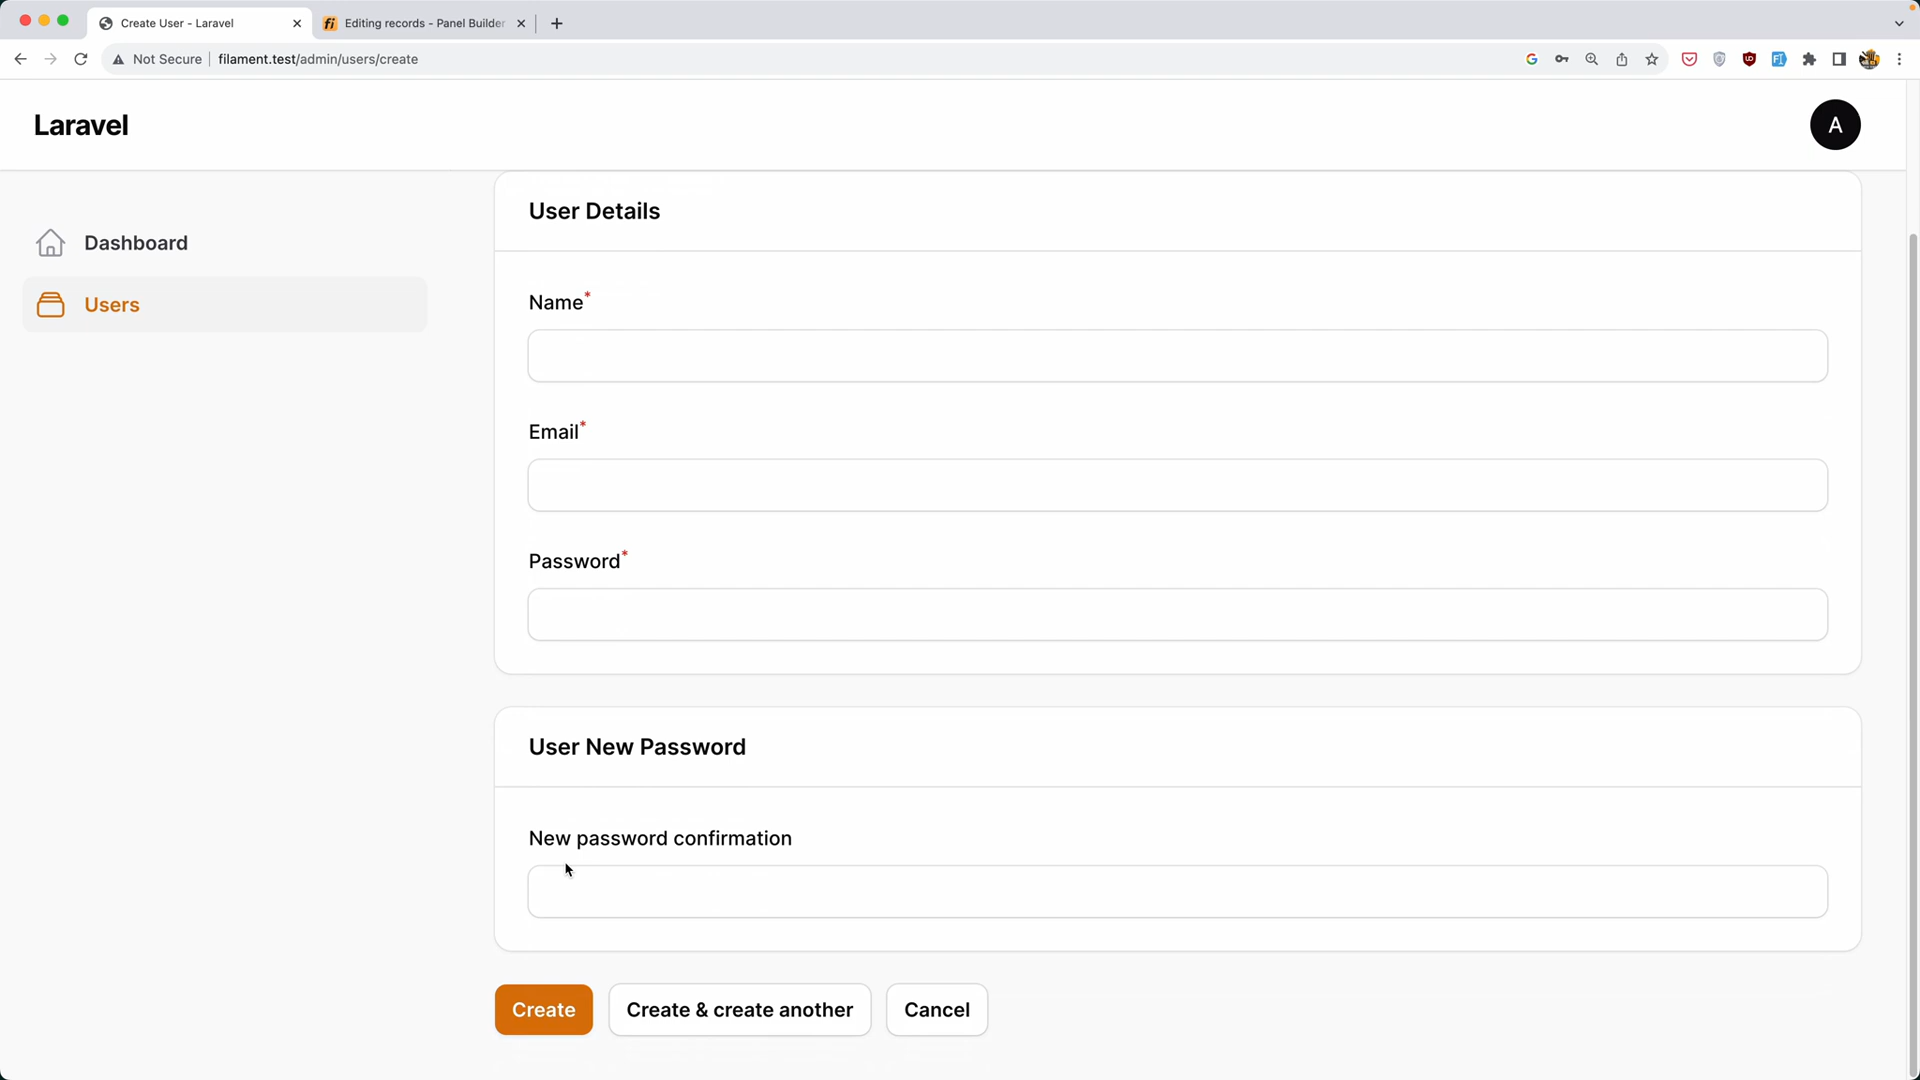 Create User - Laravel
Editing records - Panel Builder
Not Secure
filament.test/admin/users/create
Laravel
A
Dashboard
Users
User Details
Name*
Email*
Password*
User New Password
New password confirmation
Create
Create & create another
Cancel